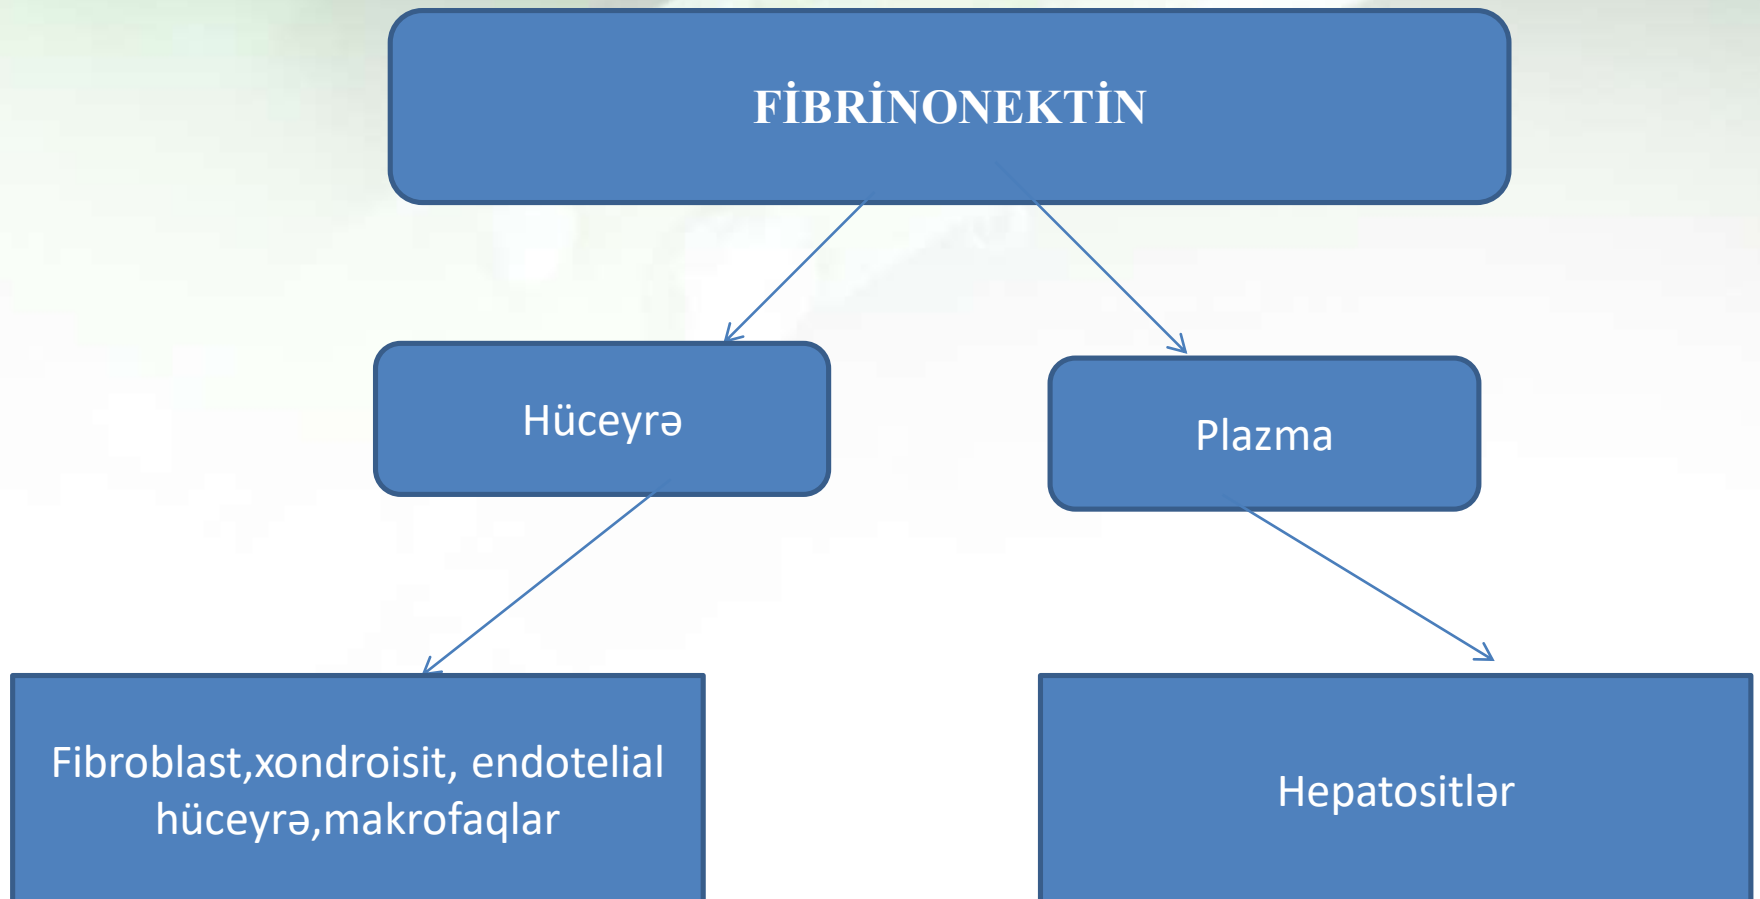 FİBRİNONEKTİN
Hüceyrə
Plazma
Fibroblast,xondroisit, endotelial
hüceyrə,makrofaqlar
Hepatositlər